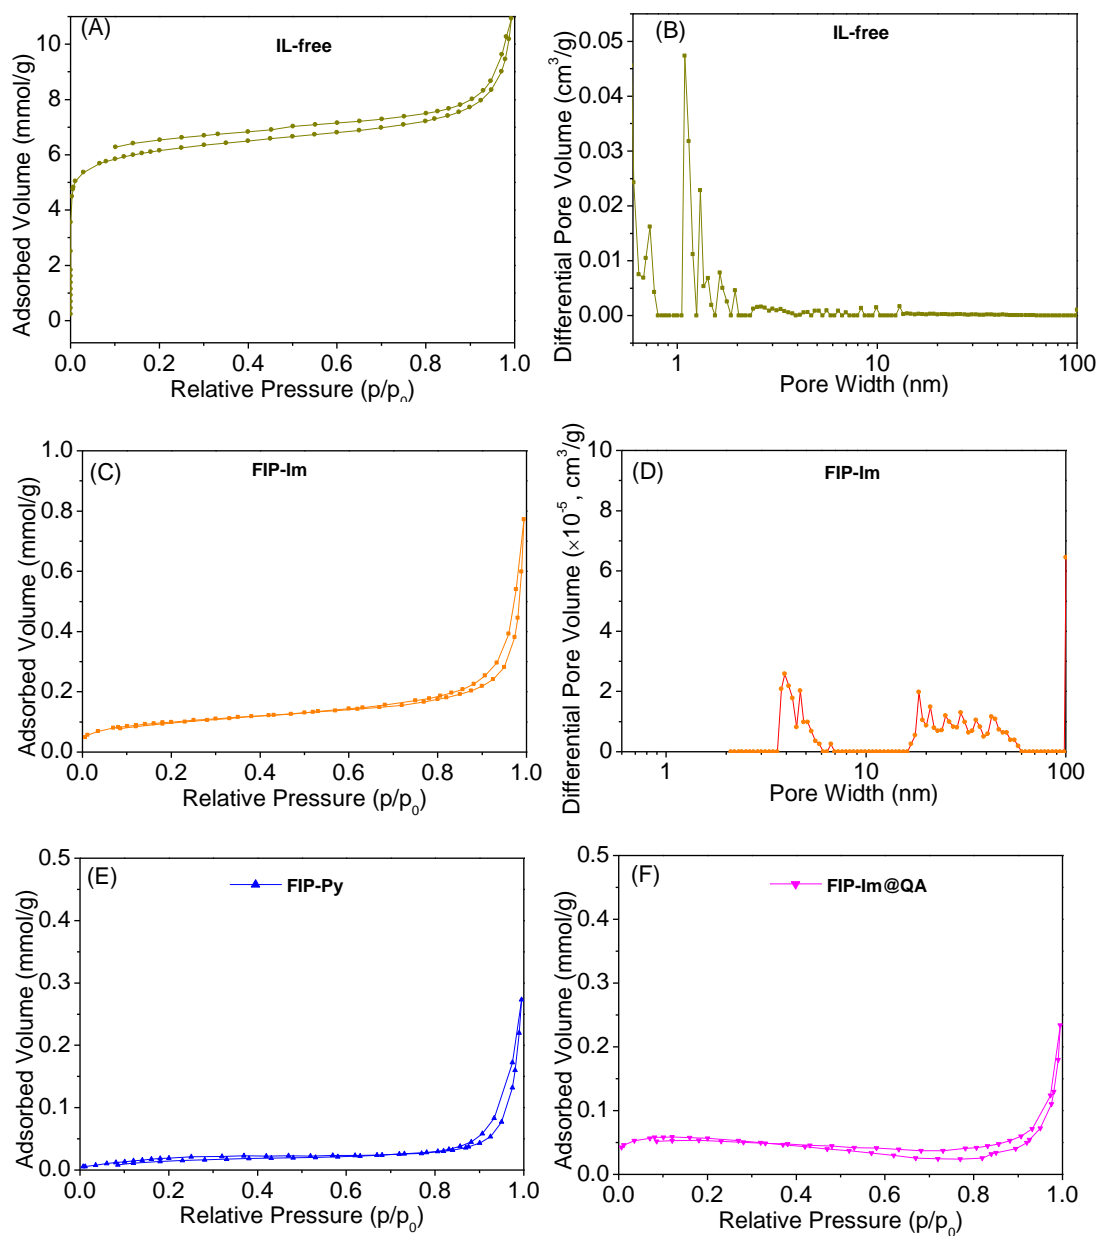 (A)
IL-free
Adsorbed Volume (mmol/g)
10
8
6
4
2
0
0.0 0.2 0.4 0.6 0.8 1.0
Relative Pressure (p/p0)
(B)
IL-free
Differential Pore Volume (cm³/g)
0.05
0.04
0.03
0.02
0.01
0.00
1 10 100
Pore Width (nm)
(C)
FIP-Im
Adsorbed Volume (mmol/g)
1.0
0.8
0.6
0.4
0.2
0.0
0.0 0.2 0.4 0.6 0.8 1.0
Relative Pressure (p/p0)
(D)
FIP-Im
Differential Pore Volume (×10⁻⁵, cm³/g)
10
8
6
4
2
0
1 10 100
Pore Width (nm)
(E)
FIP-Py
Adsorbed Volume (mmol/g)
0.5
0.4
0.3
0.2
0.1
0.0
0.0 0.2 0.4 0.6 0.8 1.0
Relative Pressure (p/p0)
(F)
FIP-Im@QA
Adsorbed Volume (mmol/g)
0.5
0.4
0.3
0.2
0.1
0.0
0.0 0.2 0.4 0.6 0.8 1.0
Relative Pressure (p/p0)